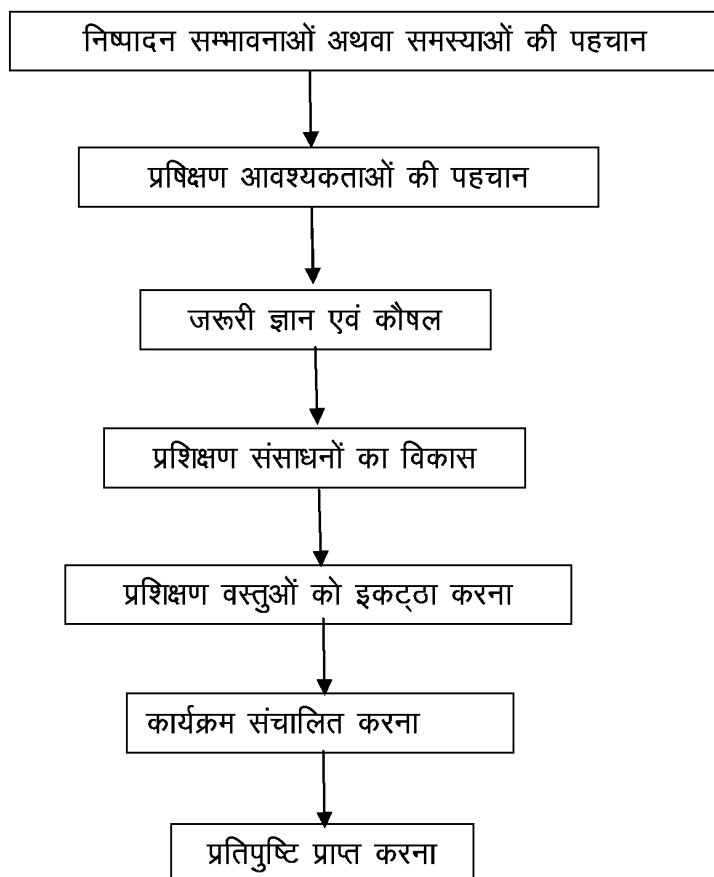 निष्पादन सम्भावनाओं अथवा समस्याओं की पहचान
प्रषिक्षण आवश्यकताओं की पहचान
जरूरी ज्ञान एवं कौषल
प्रशिक्षण संसाधनों का विकास
प्रशिक्षण वस्तुओं को इकट्ठा करना
कार्यक्रम संचालित करना
प्रतिपुष्टि प्राप्त करना